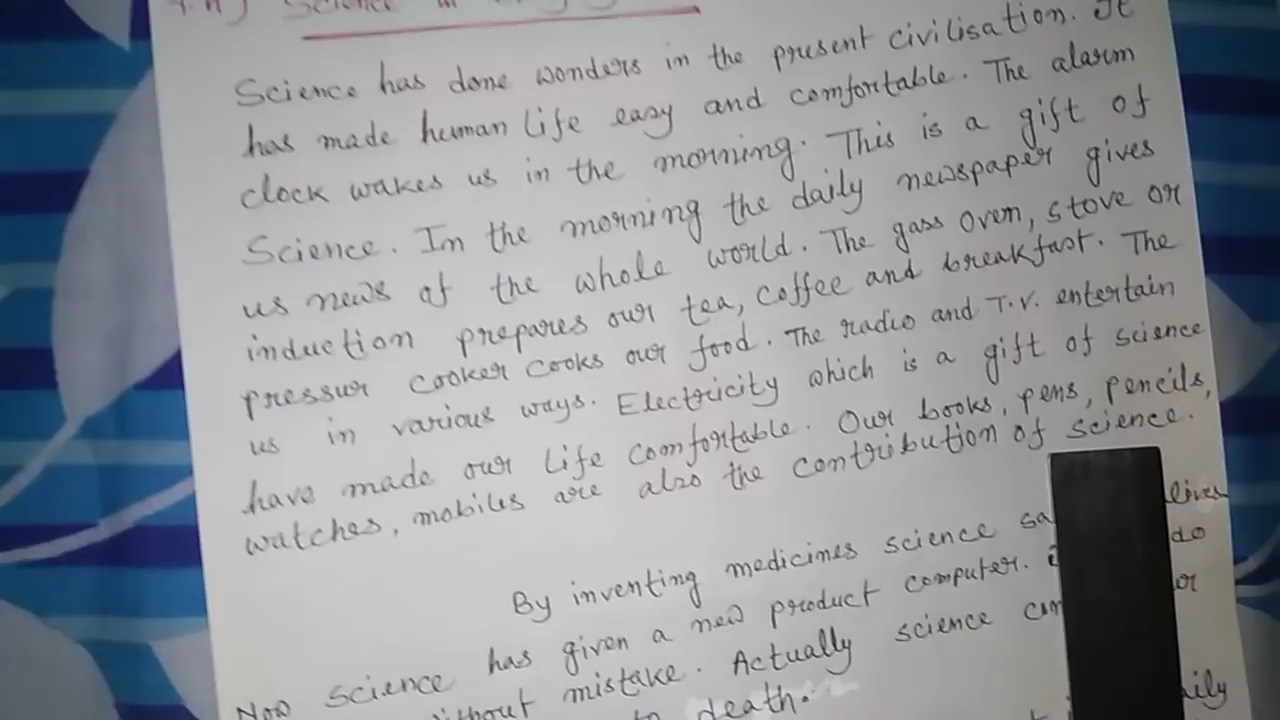 Science
Science has done wonders in the present civilisation. It
has made human life easy and comfortable. The alarm
clock wakes us in the morning. This is a gift of
Science. In the morning the daily newspaper gives
us news of the whole world. The gass oven, stove or
induction prepares our tea, coffee and breakfast. The
pressur cooker cooks our food. The radio and T.V. entertain
us in various ways. Electricity which is a gift of science
have made our life comfortable. Our books, pens, pencils,
watches, mobiles are also the contribution of science.
By inventing medicines science lives
Now science has given a new product computer. do
mistake. Actually science or
death.